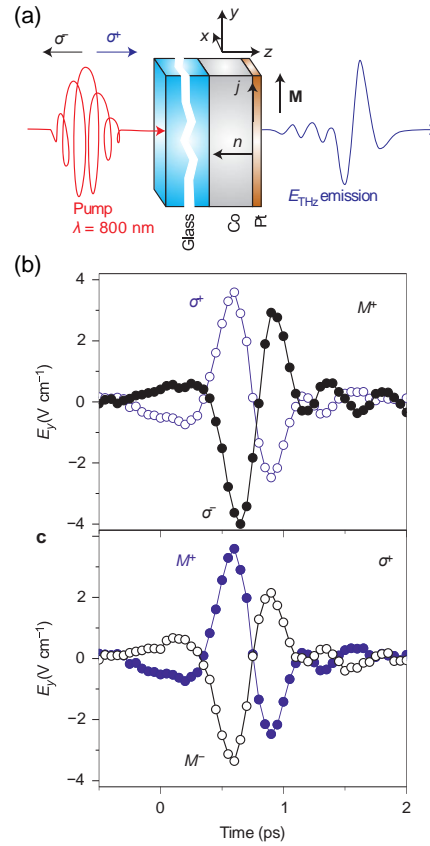 (a)
y
x
z
σ⁻ σ⁺
j
M
n
Pump
λ = 800 nm
Glass
Co
Pt
E_THz emission
(b)
4
2
0
−2
−4
E_y(V cm⁻¹)
σ⁺
M⁺
σ⁻
c
4
2
0
−2
−4
E_y(V cm⁻¹)
M⁺
σ⁺
M⁻
0 1 2
Time (ps)